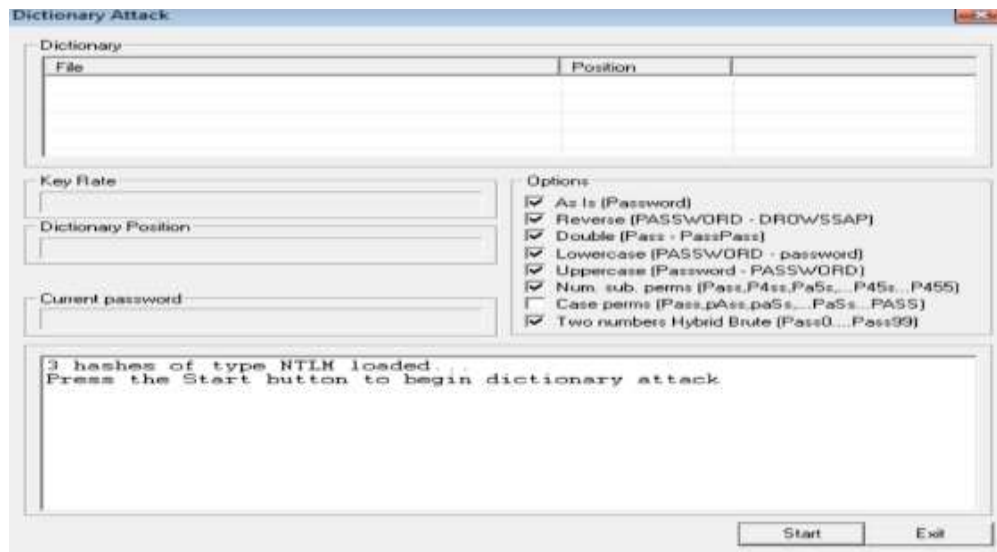 Dictionary Attack
Dictionary
File Position
Key Rate
Dictionary Position
Current password
Options
As Is (Password)
Reverse (PASSWORD - DROWSSAP)
Double (Pass - PassPass)
Lowercase (PASSWORD - password)
Uppercase (Password - PASSWORD)
Num. sub. perms (Pass,P4ss,Pa5s,...P45s...P455)
Case perms (Pass,pAss,paSs,...PaSs...PASS)
Two numbers Hybrid Brute (Pass0....Pass99)
3 hashes of type NTLM loaded...
Press the Start button to begin dictionary attack
Start Exit